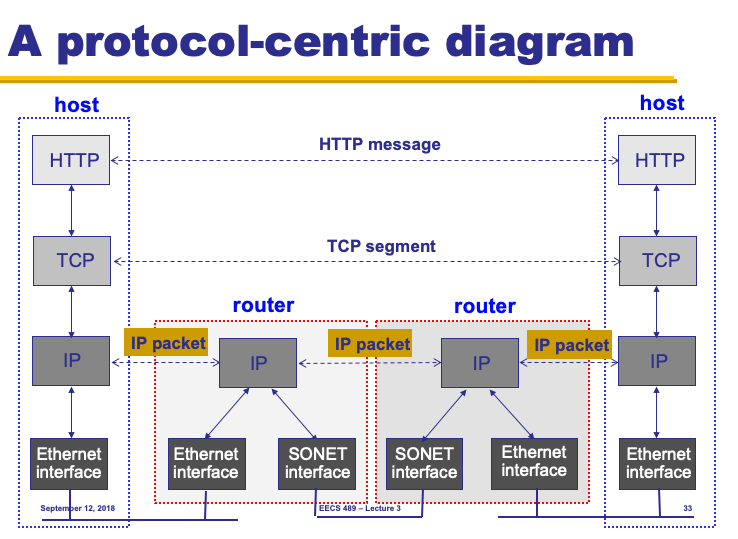 A protocol-centric diagram
host
host
HTTP
HTTP message
HTTP
TCP
TCP segment
TCP
router
router
IP packet
IP packet
IP packet
IP
IP
IP
IP
Ethernet
interface
Ethernet
interface
SONET
interface
SONET
interface
Ethernet
interface
Ethernet
interface
September 12, 2018
EECS 489 – Lecture 3
33